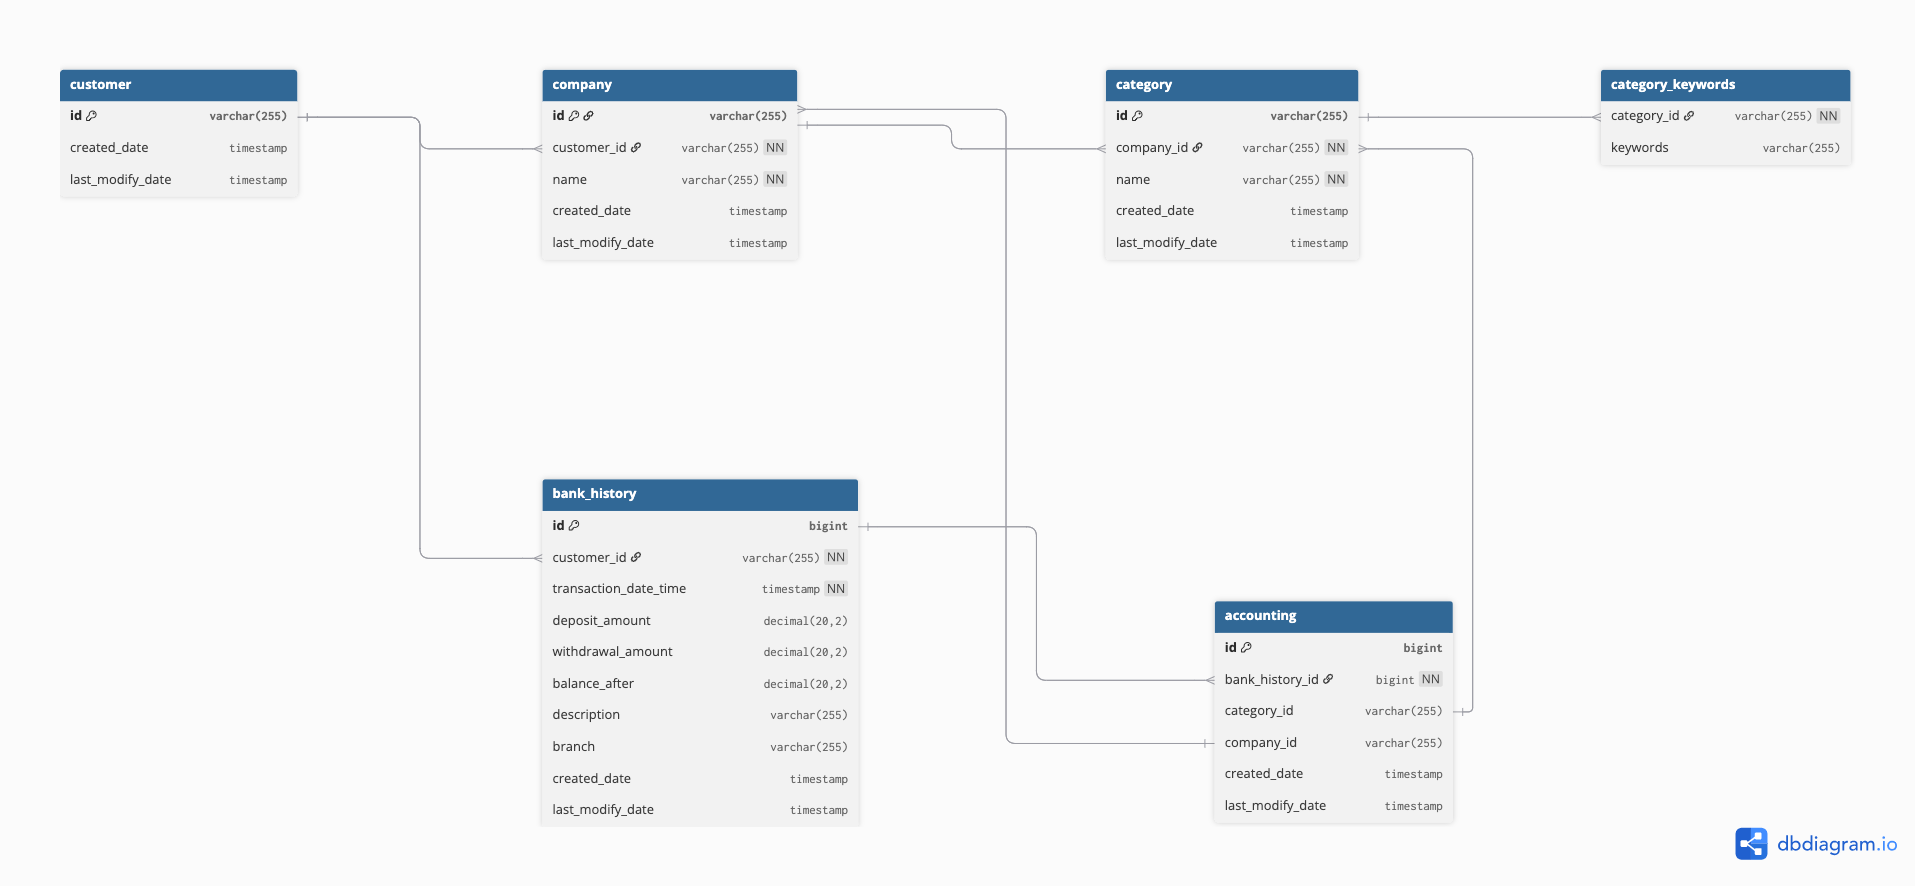 customer
id varchar(255)
created_date timestamp
last_modify_date timestamp
company
id varchar(255)
customer_id varchar(255) NN
name varchar(255) NN
created_date timestamp
last_modify_date timestamp
category
id varchar(255)
company_id varchar(255) NN
name varchar(255) NN
created_date timestamp
last_modify_date timestamp
category_keywords
category_id varchar(255) NN
keywords varchar(255)
bank_history
id bigint
customer_id varchar(255) NN
transaction_date_time timestamp NN
deposit_amount decimal(20,2)
withdrawal_amount decimal(20,2)
balance_after decimal(20,2)
description varchar(255)
branch varchar(255)
created_date timestamp
last_modify_date timestamp
accounting
id bigint
bank_history_id bigint NN
category_id varchar(255)
company_id varchar(255)
created_date timestamp
last_modify_date timestamp
dbdiagram.io